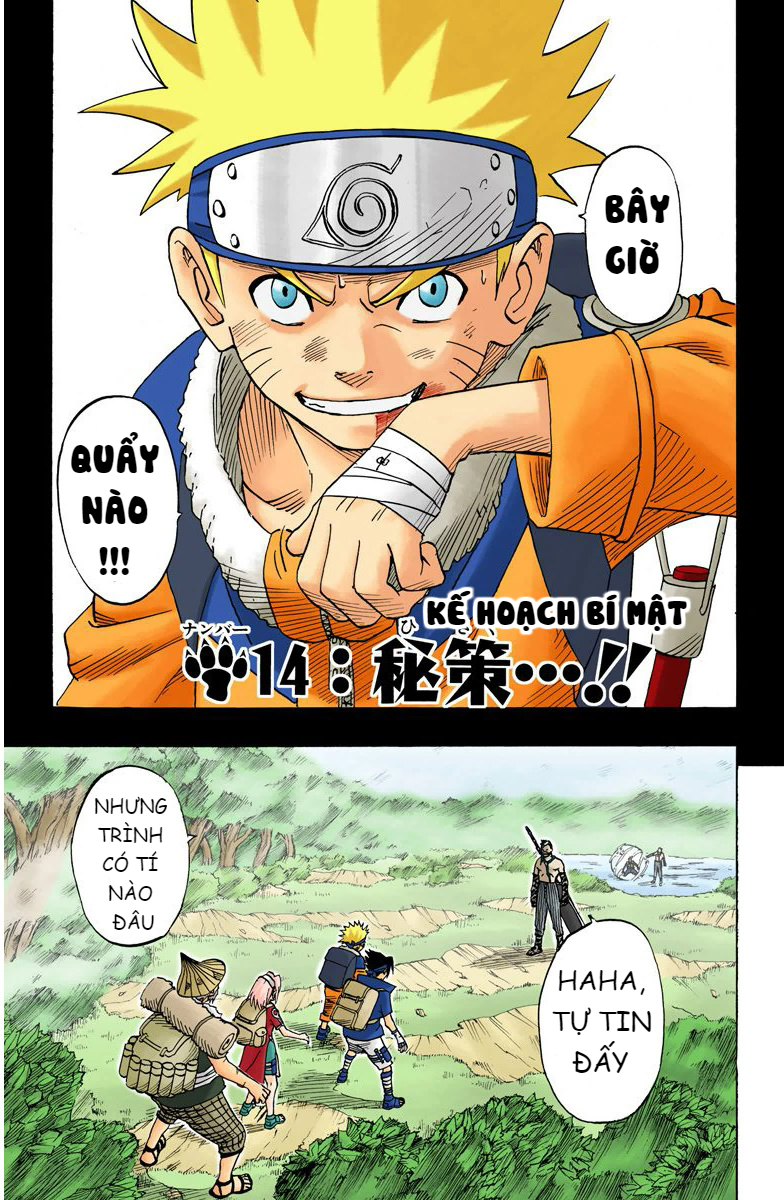 BÂY
GIỜ
QUẨY
NÀO
!!!
KẾ HOẠCH BÍ MẬT
ナンバー
14：秘策…!!
HAHA,
TỰ TIN
ĐẤY
NHƯNG
TRÌNH
CÓ TÍ
NÀO
ĐÂU